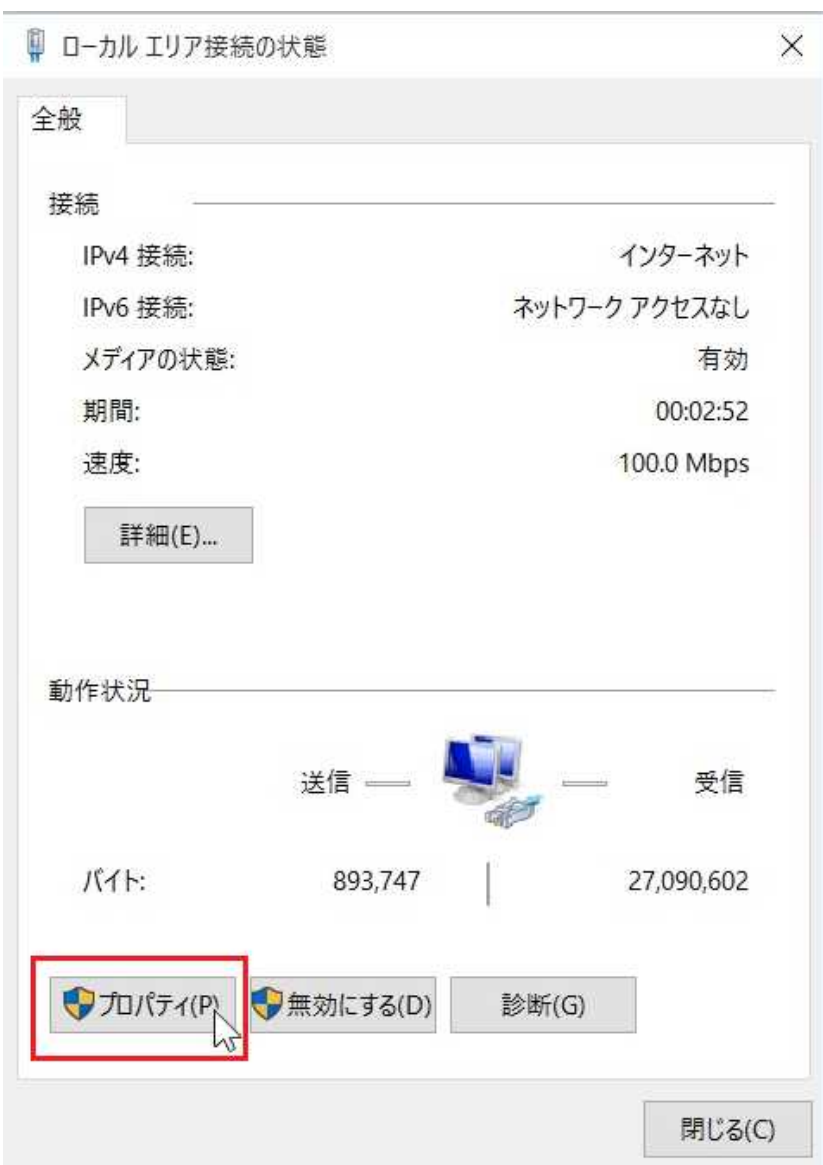 ローカル エリア接続の状態
全般
接続
IPv4 接続: インターネット
IPv6 接続: ネットワーク アクセスなし
メディアの状態: 有効
期間: 00:02:52
速度: 100.0 Mbps
詳細(E)...
動作状況
送信 受信
バイト: 893,747 27,090,602
プロパティ(P) 無効にする(D) 診断(G)
閉じる(C)